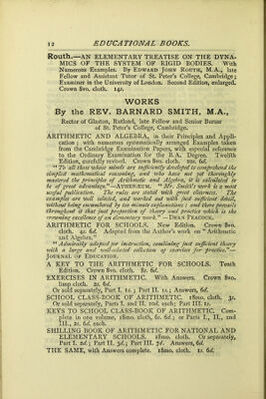 12 EDUCATIONAL BOOKS.
Routh.—AN ELEMENTARY TREATISE ON THE DYNA-
MICS OF THE SYSTEM OF RIGID BODIES. With
Numerous Examples. By EDWARD JOHN ROUTH, M.A., late
Fellow and Assistant Tutor of St. Peter's College, Cambridge;
Examiner in the University of London. Second Edition, enlarged.
Crown 8vo. cloth. 14s.
WORKS
By the REV. BARNARD SMITH, M.A.,
Rector of Glaston, Rutland, late Fellow and Senior Bursar
of St. Peter's College, Cambridge.
ARITHMETIC AND ALGEBRA, in their Principles and Appli-
cation; with numerous systematically arranged Examples taken
from the Cambridge Examination Papers, with especial reference
to the Ordinary Examination for the B.A. Degree. Twelfth
Edition, carefully revised. Crown 8vo. cloth. 10s. 6d.
"To all those whose minds are sufficiently developed to comprehend the
simplest mathematical reasoning, and who have not yet thoroughly
mastered the principles of Arithmetic and Algebra, it is calculated to
be of great advantage."—ATHENÆUM. "Mr. Smith's work is a most
useful publication. The rules are stated with great clearness. The
examples are well selected, and worked out with just sufficient detail,
without being encumbered by too minute explanations; and there prevails
throughout it that just proportion of theory and practice which is the
crowning excellence of an elementary work."—DEAN PEACOCK.
ARITHMETIC FOR SCHOOLS. New Edition. Crown 8vo.
cloth. 4s. 6d. Adapted from the Author's work on "Arithmetic
and Algebra."
"Admirably adapted for instruction, combining just sufficient theory
with a large and well-selected collection of exercises for practice."—
JOURNAL OF EDUCATION.
A KEY TO THE ARITHMETIC FOR SCHOOLS. Tenth
Edition. Crown 8vo. cloth. 8s. 6d.
EXERCISES IN ARITHMETIC. With Answers. Crown 8vo.
limp cloth. 2s. 6d.
Or sold separately, Part I. 1s.; Part II. 1s.; Answers, 6d.
SCHOOL CLASS-BOOK OF ARITHMETIC. 18mo. cloth. 3s.
Or sold separately, Parts I. and II. 10d. each; Part III. 1s.
KEYS TO SCHOOL CLASS-BOOK OF ARITHMETIC. Com-
plete in one volume, 18mo. cloth, 6s. 6d.; or Parts I., II., and
III., 2s. 6d. each.
SHILLING BOOK OF ARITHMETIC FOR NATIONAL AND
ELEMENTARY SCHOOLS. 18mo. cloth. Or separately,
Part I. 2d.; Part II. 3d.; Part III. 7d. Answers, 6d.
THE SAME, with Answers complete. 18mo. cloth. 1s. 6d.